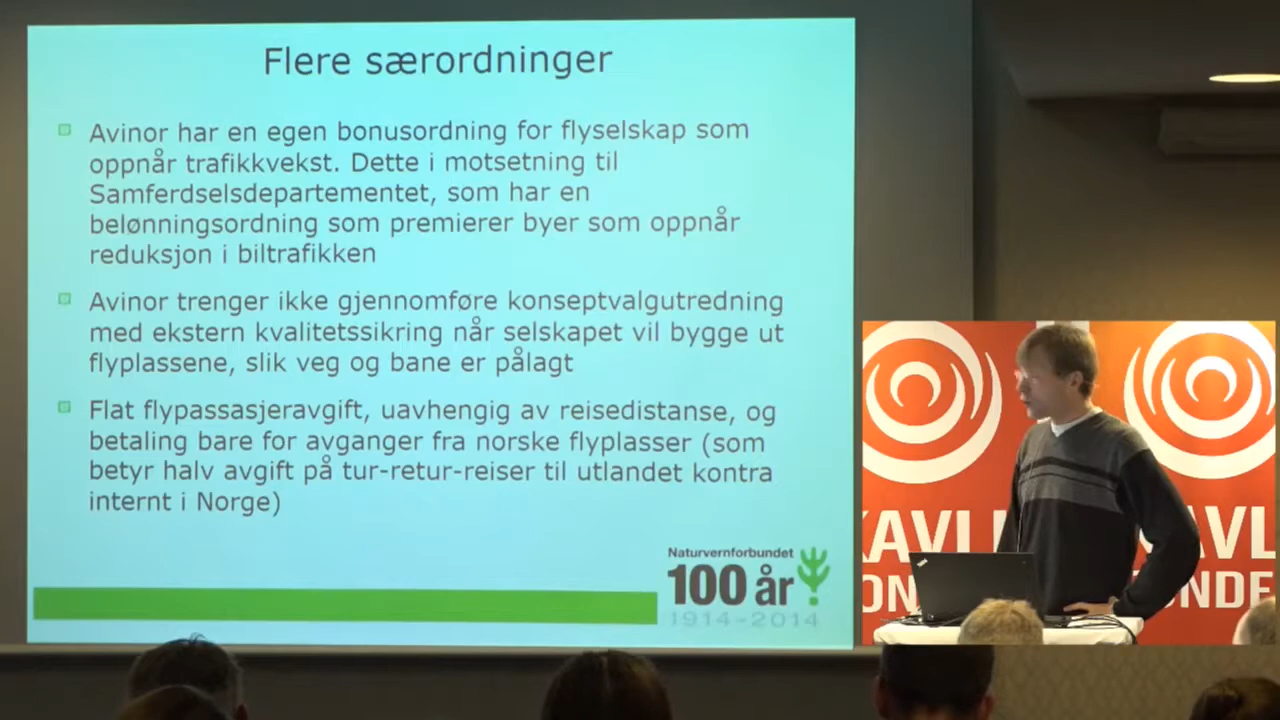 Flere særordninger
Avinor har en egen bonusordning for flyselskap som
oppnår trafikkvekst. Dette i motsetning til
Samferdselsdepartementet, som har en
belønningsordning som premierer byer som oppnår
reduksjon i biltrafikken
Avinor trenger ikke gjennomføre konseptvalgutredning
med ekstern kvalitetssikring når selskapet vil bygge ut
flyplassene, slik veg og bane er pålagt
Flat flypassasjeravgift, uavhengig av reisedistanse, og
betaling bare for avganger fra norske flyplasser (som
betyr halv avgift på tur-retur-reiser til utlandet kontra
internt i Norge)
Naturvernforbundet
100 år
1914-2014